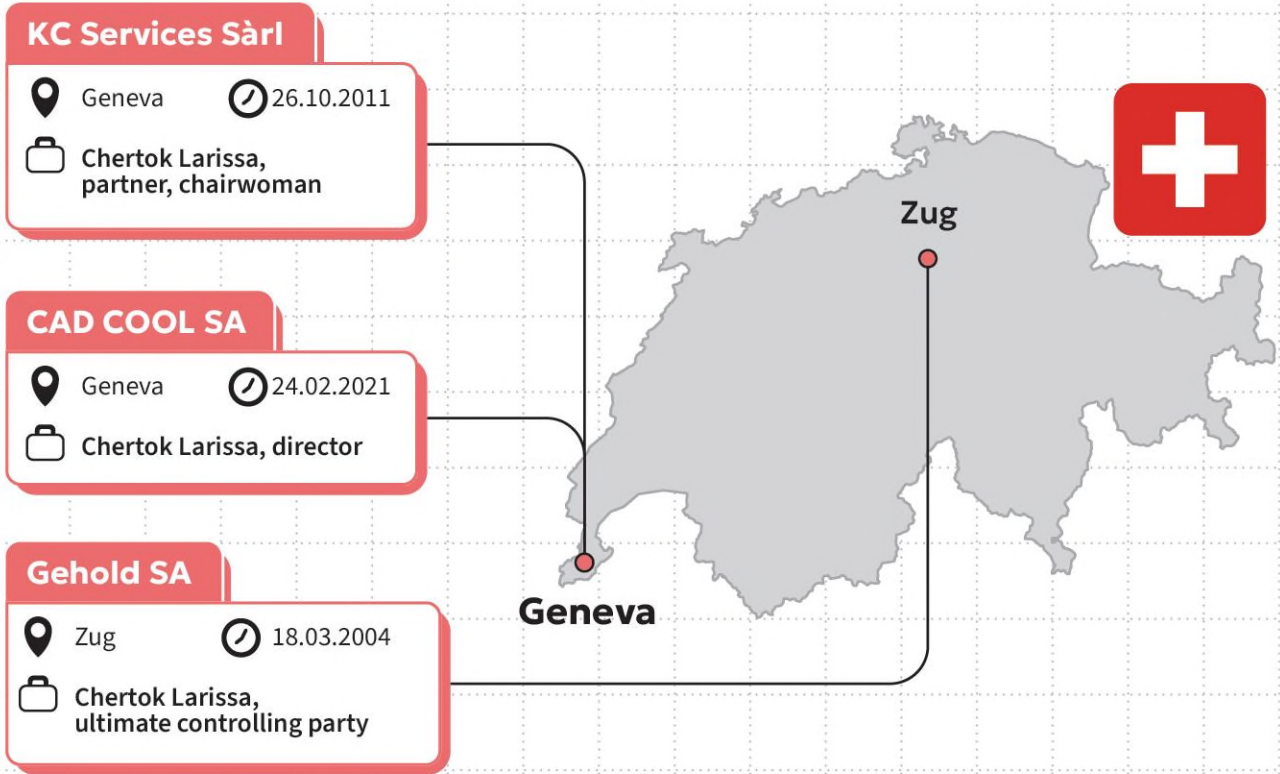 KC Services Sàrl
Geneva
26.10.2011
Chertok Larissa,
partner, chairwoman
CAD COOL SA
Geneva
24.02.2021
Chertok Larissa, director
Gehold SA
Zug
18.03.2004
Chertok Larissa,
ultimate controlling party
Zug
Geneva